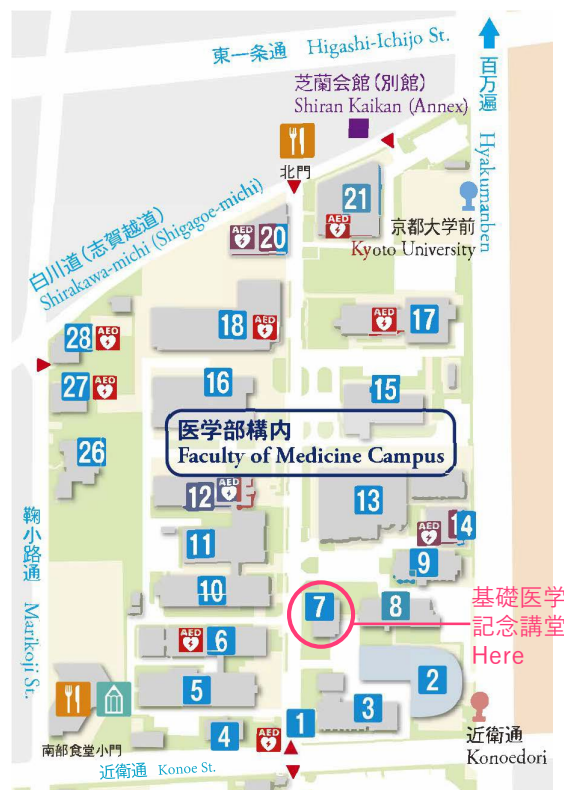 東一条通 Higashi-Ichijo St.
百万遍 Hyakumanben
芝蘭会館（別館）
Shiran Kaikan (Annex)
北門
21
AED
京都大学前
Kyoto University
AED 20
白川道（志賀越道）
Shirakawa-michi (Shigagoe-michi)
18 AED
AED 17
28 AED
27 AED
16
15
医学部構内
Faculty of Medicine Campus
26
12 AED
13
AED 14
11
9
10
7
8
基礎医学
記念講堂
Here
鞠小路通 Marikoji St.
AED 6
5
2
3
1
4
AED
南部食堂小門
近衛通
Konoedori
近衛通 Konoe St.